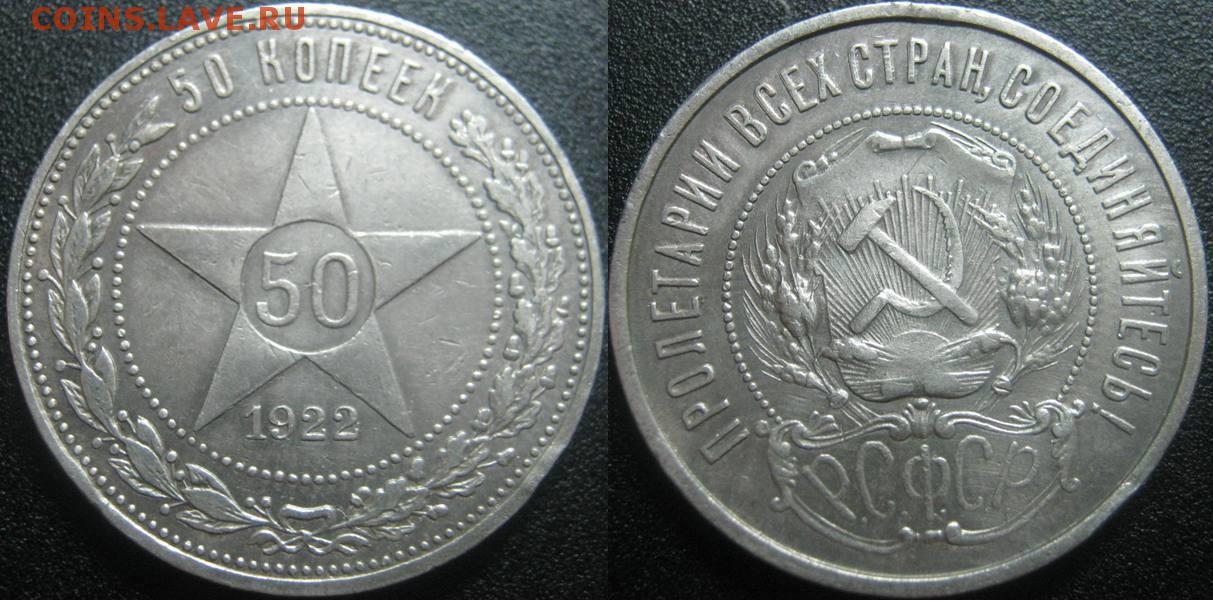 COINS.LAVE.RU
50 КОПЕЕК
50
1922
ПРОЛЕТАРИИ ВСЕХ СТРАН, СОЕДИНЯЙТЕСЬ!
Р.С.Ф.С.Р.